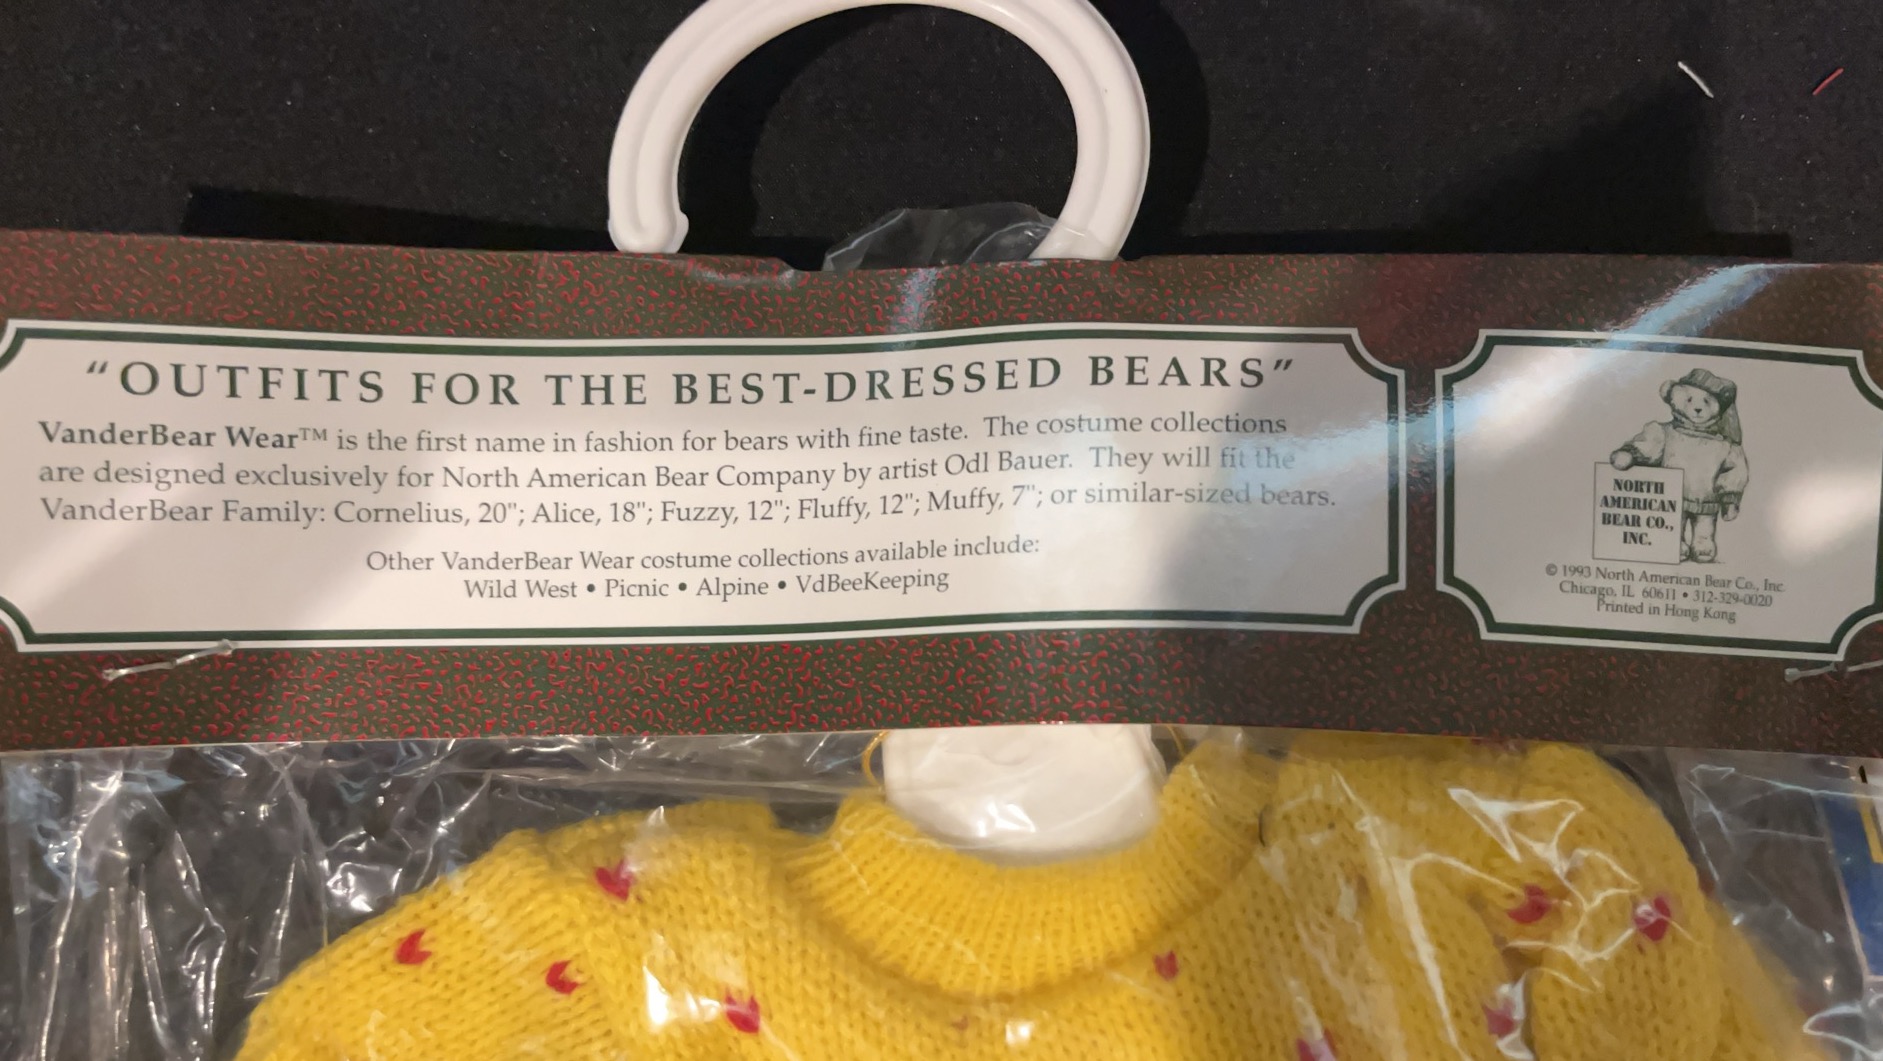 "OUTFITS FOR THE BEST-DRESSED BEARS"
VanderBear Wear™ is the first name in fashion for bears with fine taste. The costume collections
are designed exclusively for North American Bear Company by artist Odl Bauer. They will fit the
VanderBear Family: Cornelius, 20"; Alice, 18"; Fuzzy, 12"; Fluffy, 12"; Muffy, 7"; or similar-sized bears.
Other VanderBear Wear costume collections available include:
Wild West • Picnic • Alpine • VdBeeKeeping
NORTH
AMERICAN
BEAR CO.,
INC.
© 1993 North American Bear Co., Inc.
Chicago, IL 60611 • 312-329-0020
Printed in Hong Kong